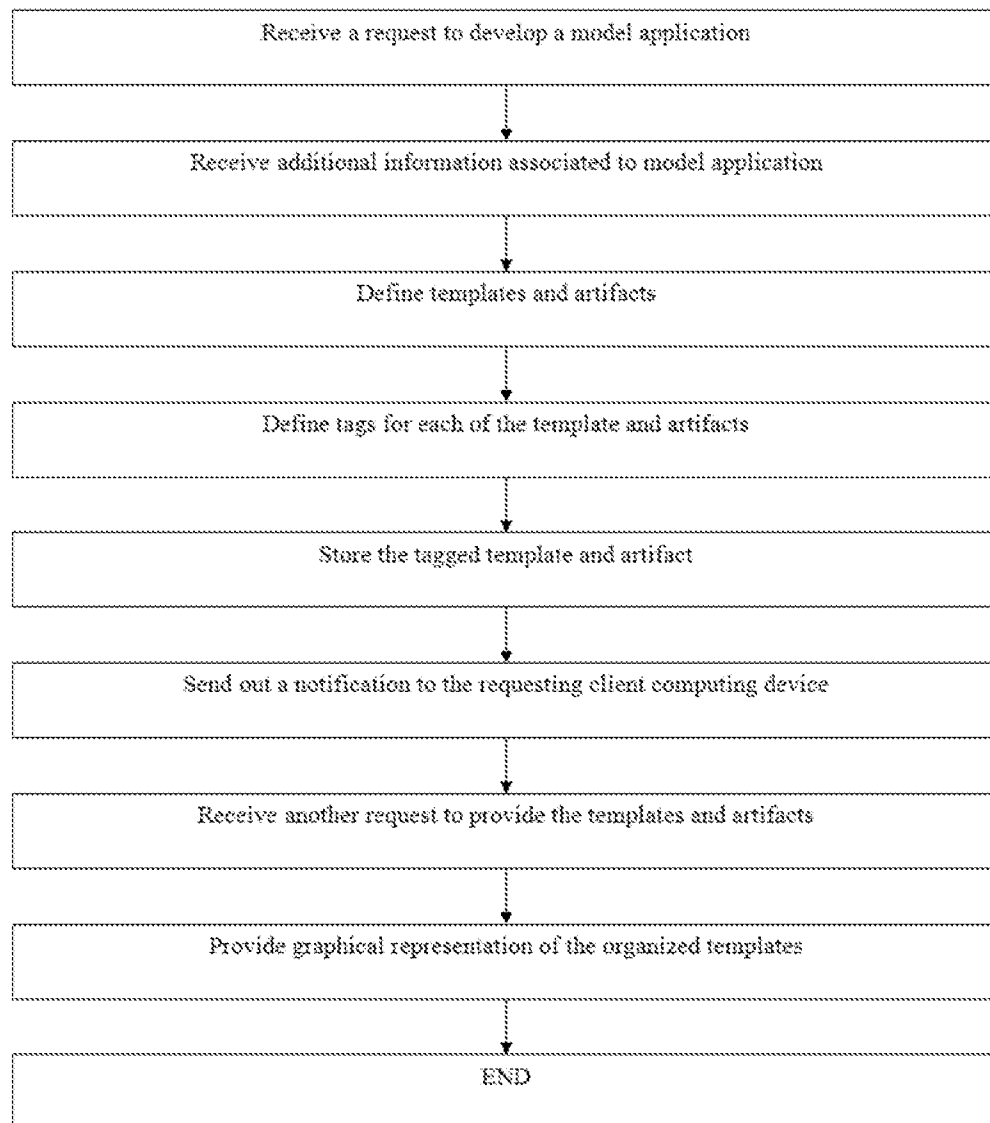 Receive a request to develop a model application
Receive additional information associated to model application
Define templates and artifacts
Define tags for each of the template and artifacts
Store the tagged template and artifact
Send out a notification to the requesting client computing device
Receive another request to provide the templates and artifacts
Provide graphical representation of the organized templates
END